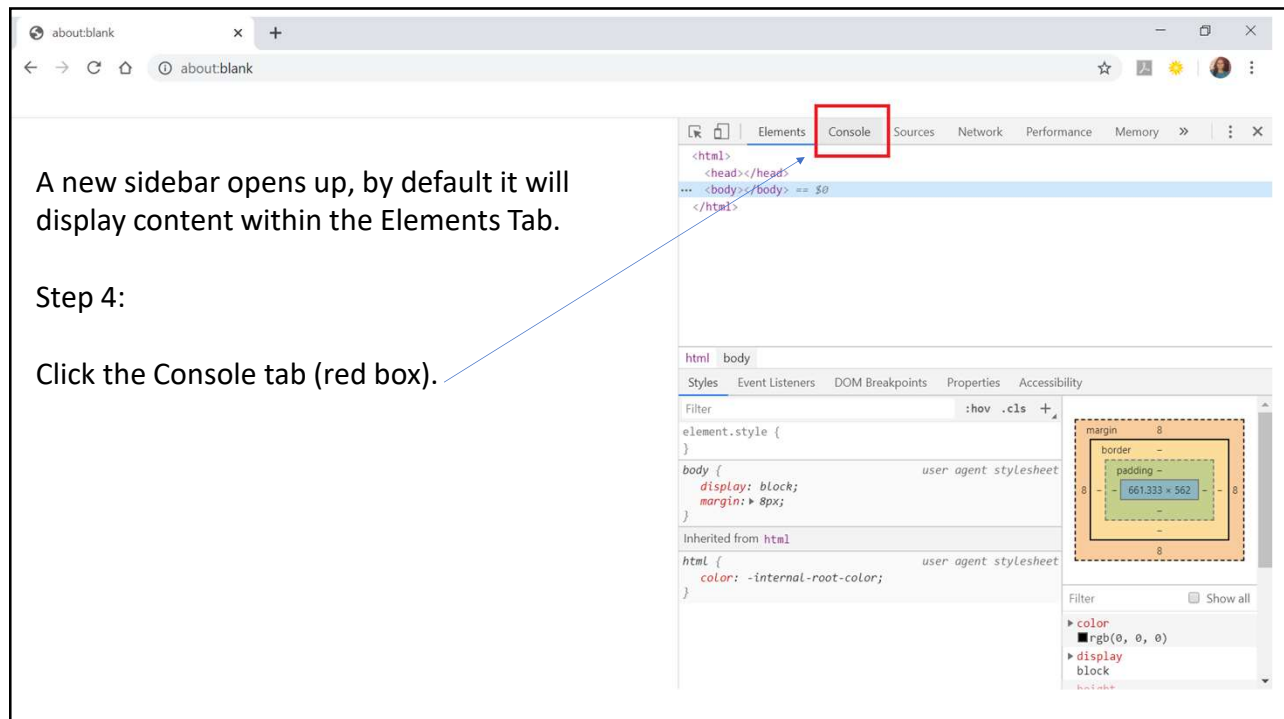 about:blank
about:blank
A new sidebar opens up, by default it will
display content within the Elements Tab.
Step 4:
Click the Console tab (red box).
Elements Console Sources Network Performance Memory »
<html>
<head></head>
··· <body></body> == $0
</html>
html body
Styles Event Listeners DOM Breakpoints Properties Accessibility
Filter :hov .cls +
element.style {
}
body { user agent stylesheet
display: block;
margin: 8px;
}
Inherited from html
html { user agent stylesheet
color: -internal-root-color;
}
margin 8
border –
padding –
8 – – 661.333 × 562 – – 8
–
–
8
Filter Show all
color
rgb(0, 0, 0)
display
block
height